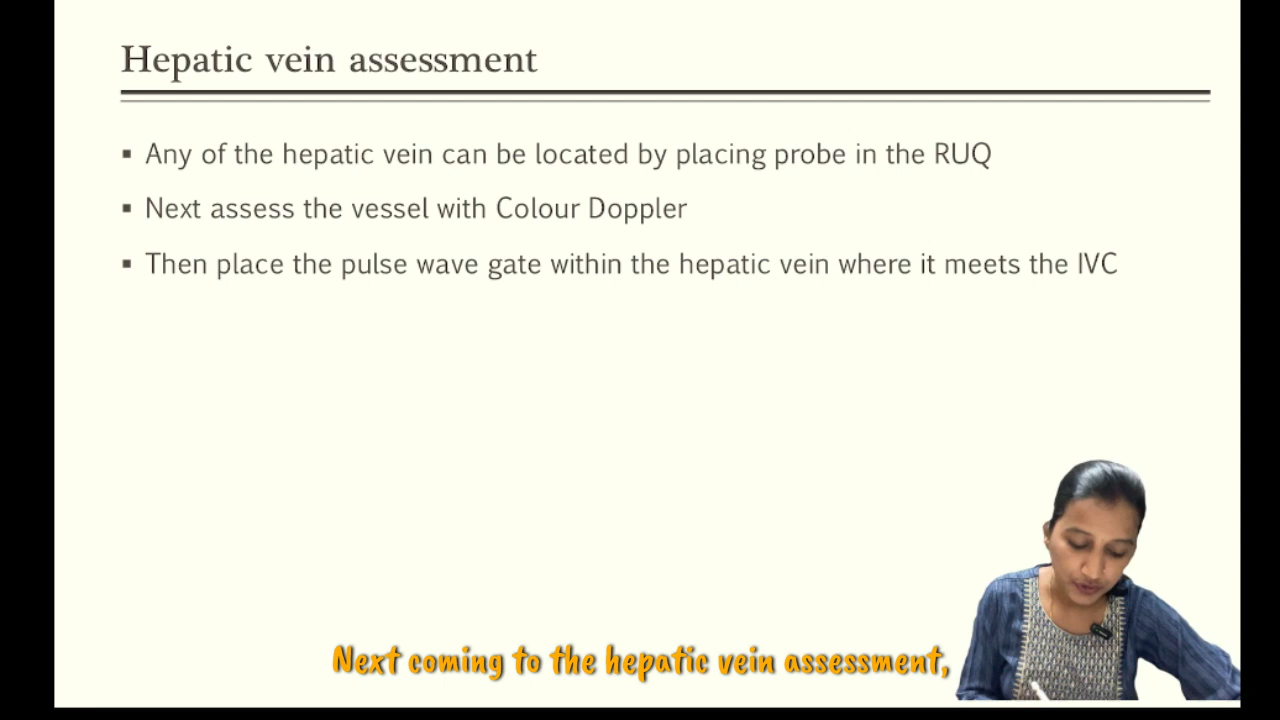 Hepatic vein assessment
▪ Any of the hepatic vein can be located by placing probe in the RUQ
▪ Next assess the vessel with Colour Doppler
▪ Then place the pulse wave gate within the hepatic vein where it meets the IVC
Next coming to the hepatic vein assessment,